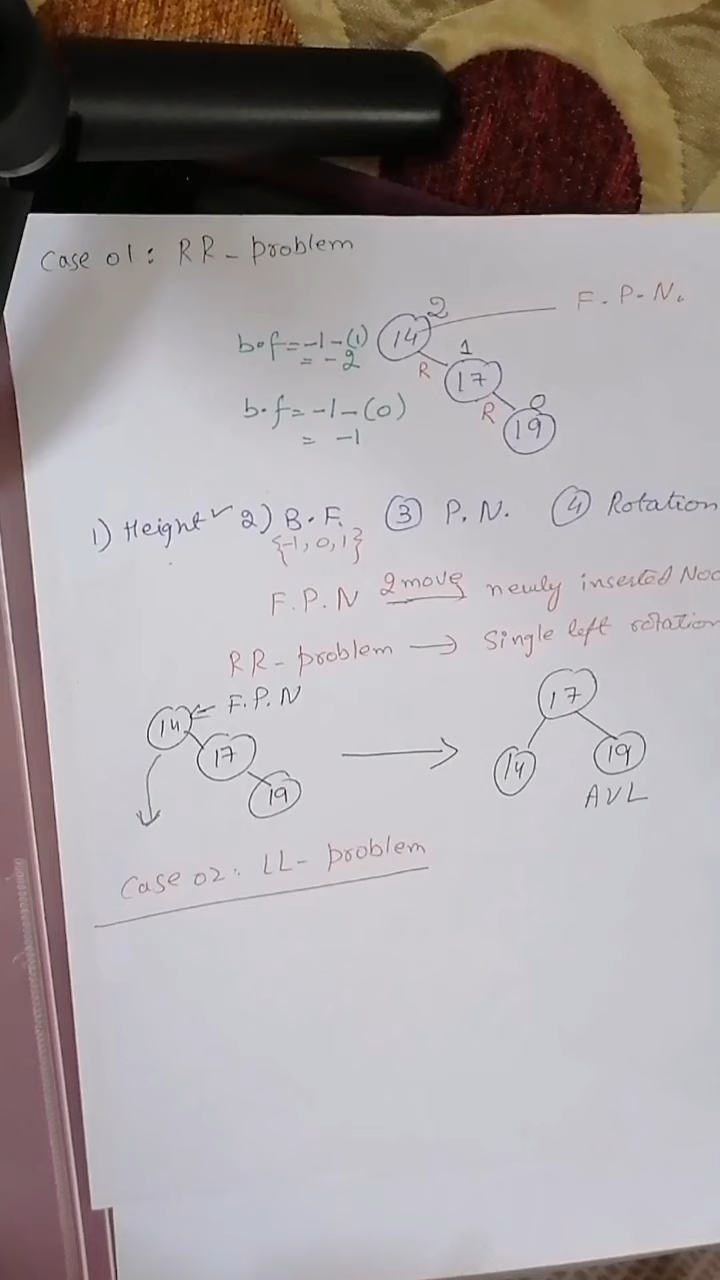 Case 01: RR - problem
2 F. P. N.
b.f = -1 - (1) 14 1
= -2 R 17
b.f = -1 - (0) R 0
= -1 19
1) Height ✓ 2) B.F. ③ P.N. ④ Rotation
{-1, 0, 1}
F.P.N 2 move newly inserted Noc
RR - problem → Single left rotation
14 ← F.P.N 17
17 → 14 19
19 AVL
Case 02: LL - problem